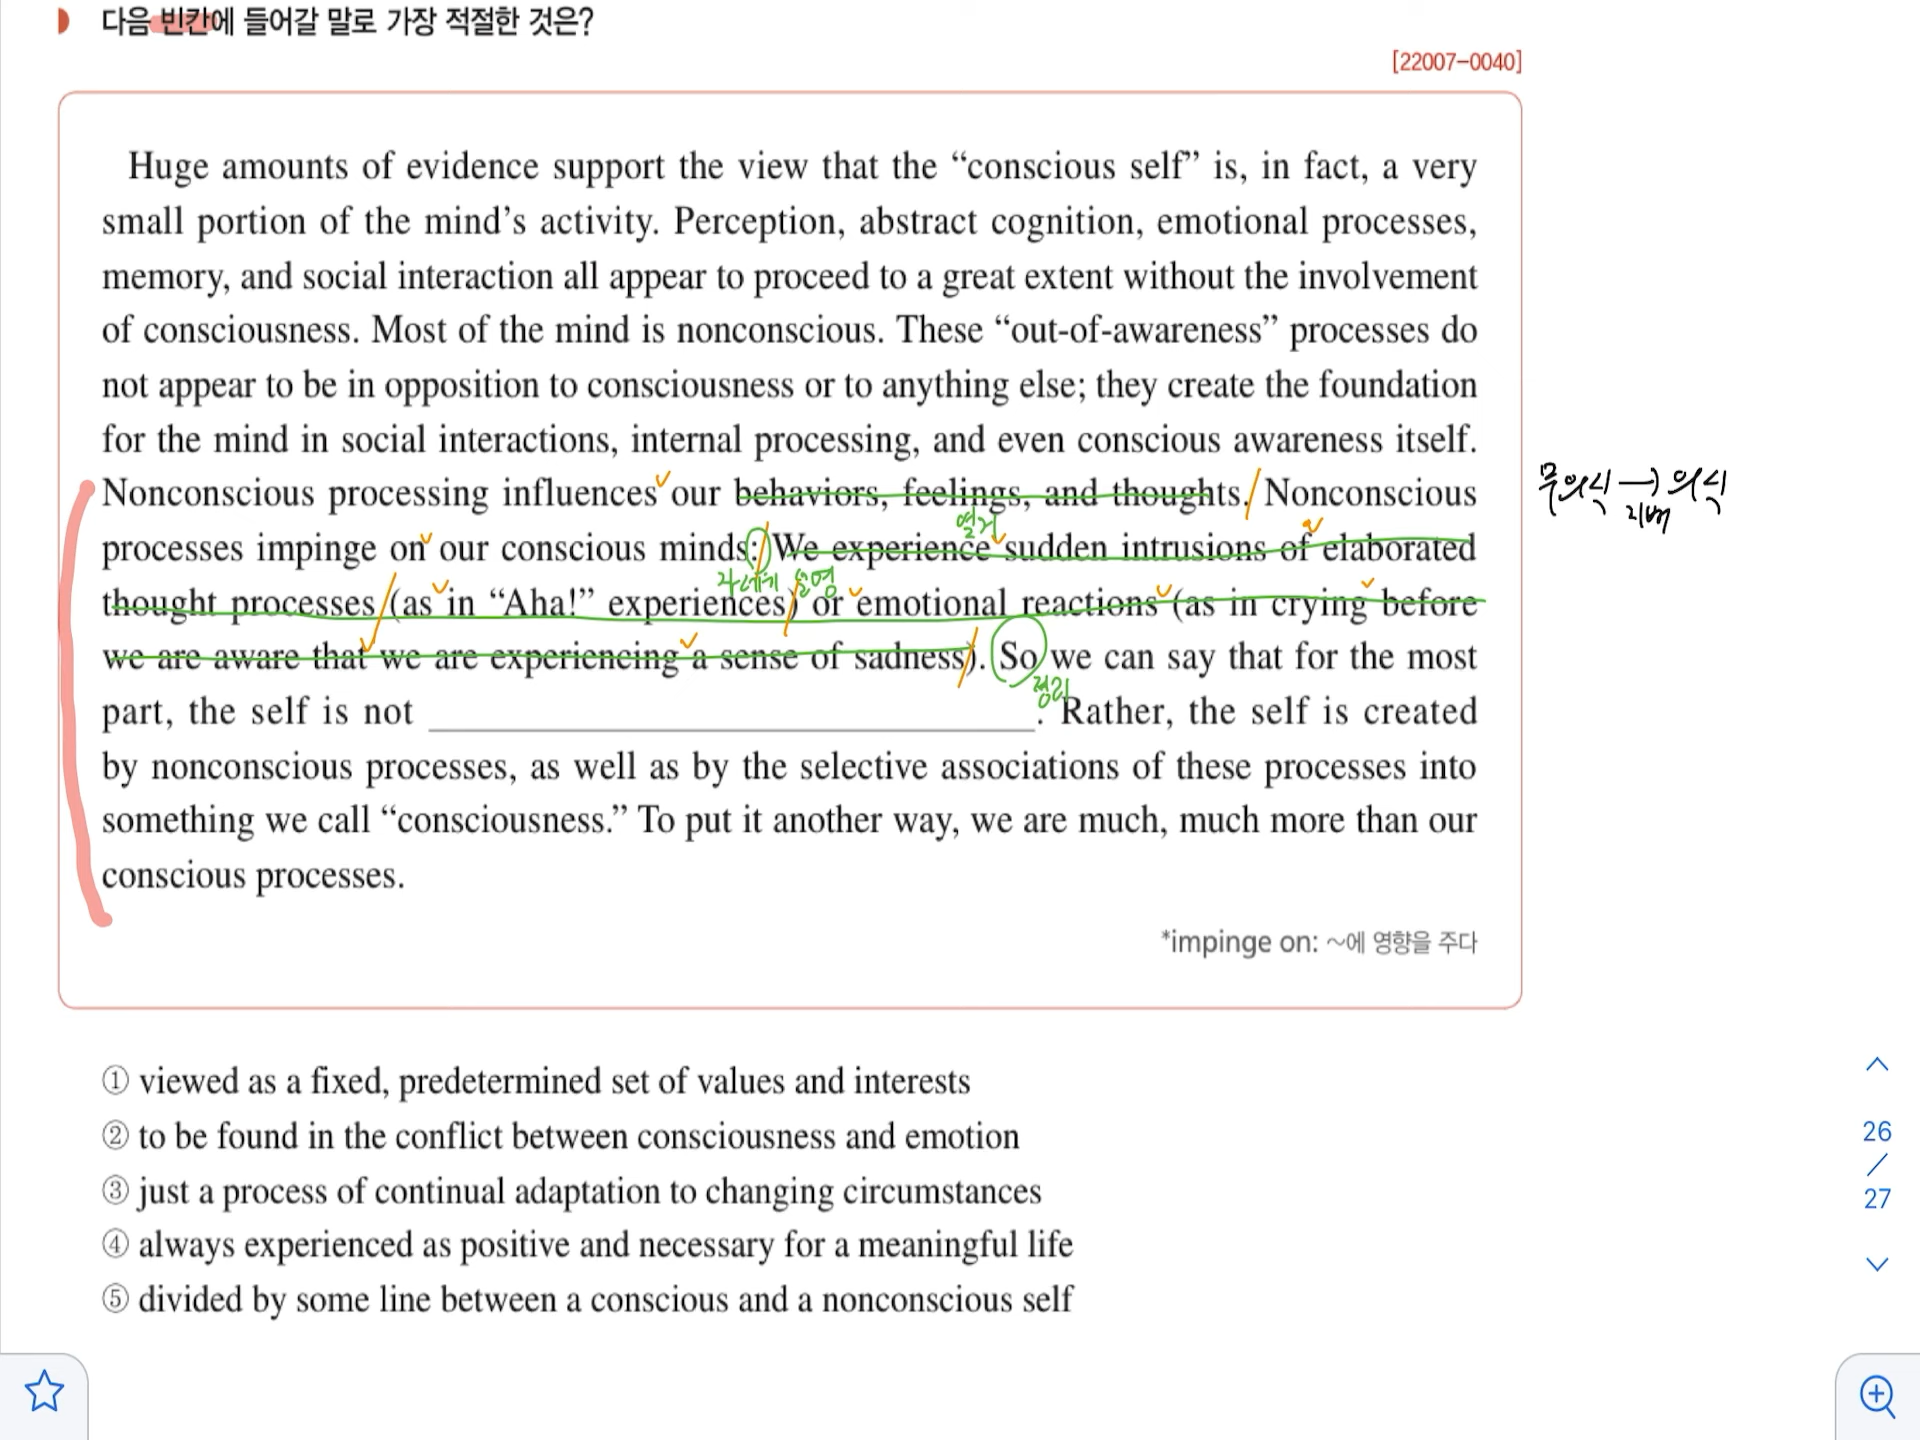 다음 빈칸에 들어갈 말로 가장 적절한 것은?
[22007-0040]
Huge amounts of evidence support the view that the “conscious self” is, in fact, a very
small portion of the mind’s activity. Perception, abstract cognition, emotional processes,
memory, and social interaction all appear to proceed to a great extent without the involvement
of consciousness. Most of the mind is nonconscious. These “out-of-awareness” processes do
not appear to be in opposition to consciousness or to anything else; they create the foundation
for the mind in social interactions, internal processing, and even conscious awareness itself.
Nonconscious processing influences our behaviors, feelings, and thoughts. Nonconscious
무의식 → 의식
지배
열거
processes impinge on our conscious minds: We experience sudden intrusions of elaborated
자세히 설명
thought processes (as in “Aha!” experiences) or emotional reactions (as in crying before
we are aware that we are experiencing a sense of sadness). So we can say that for the most
정리
part, the self is not ______. Rather, the self is created
by nonconscious processes, as well as by the selective associations of these processes into
something we call “consciousness.” To put it another way, we are much, much more than our
conscious processes.
*impinge on: ~에 영향을 주다
① viewed as a fixed, predetermined set of values and interests
② to be found in the conflict between consciousness and emotion
③ just a process of continual adaptation to changing circumstances
④ always experienced as positive and necessary for a meaningful life
⑤ divided by some line between a conscious and a nonconscious self
26
/
27